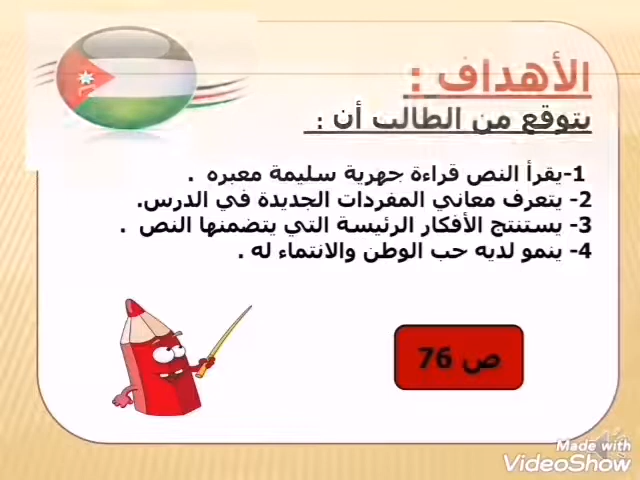 الأهداف :
يتوقع من الطالب أن :
1-يقرأ النص قراءة جهرية سليمة معبره .
2- يتعرف معاني المفردات الجديدة في الدرس.
3- يستنتج الأفكار الرئيسة التي يتضمنها النص .
4- ينمو لديه حب الوطن والانتماء له .
ص 76
Made with
VideoShow